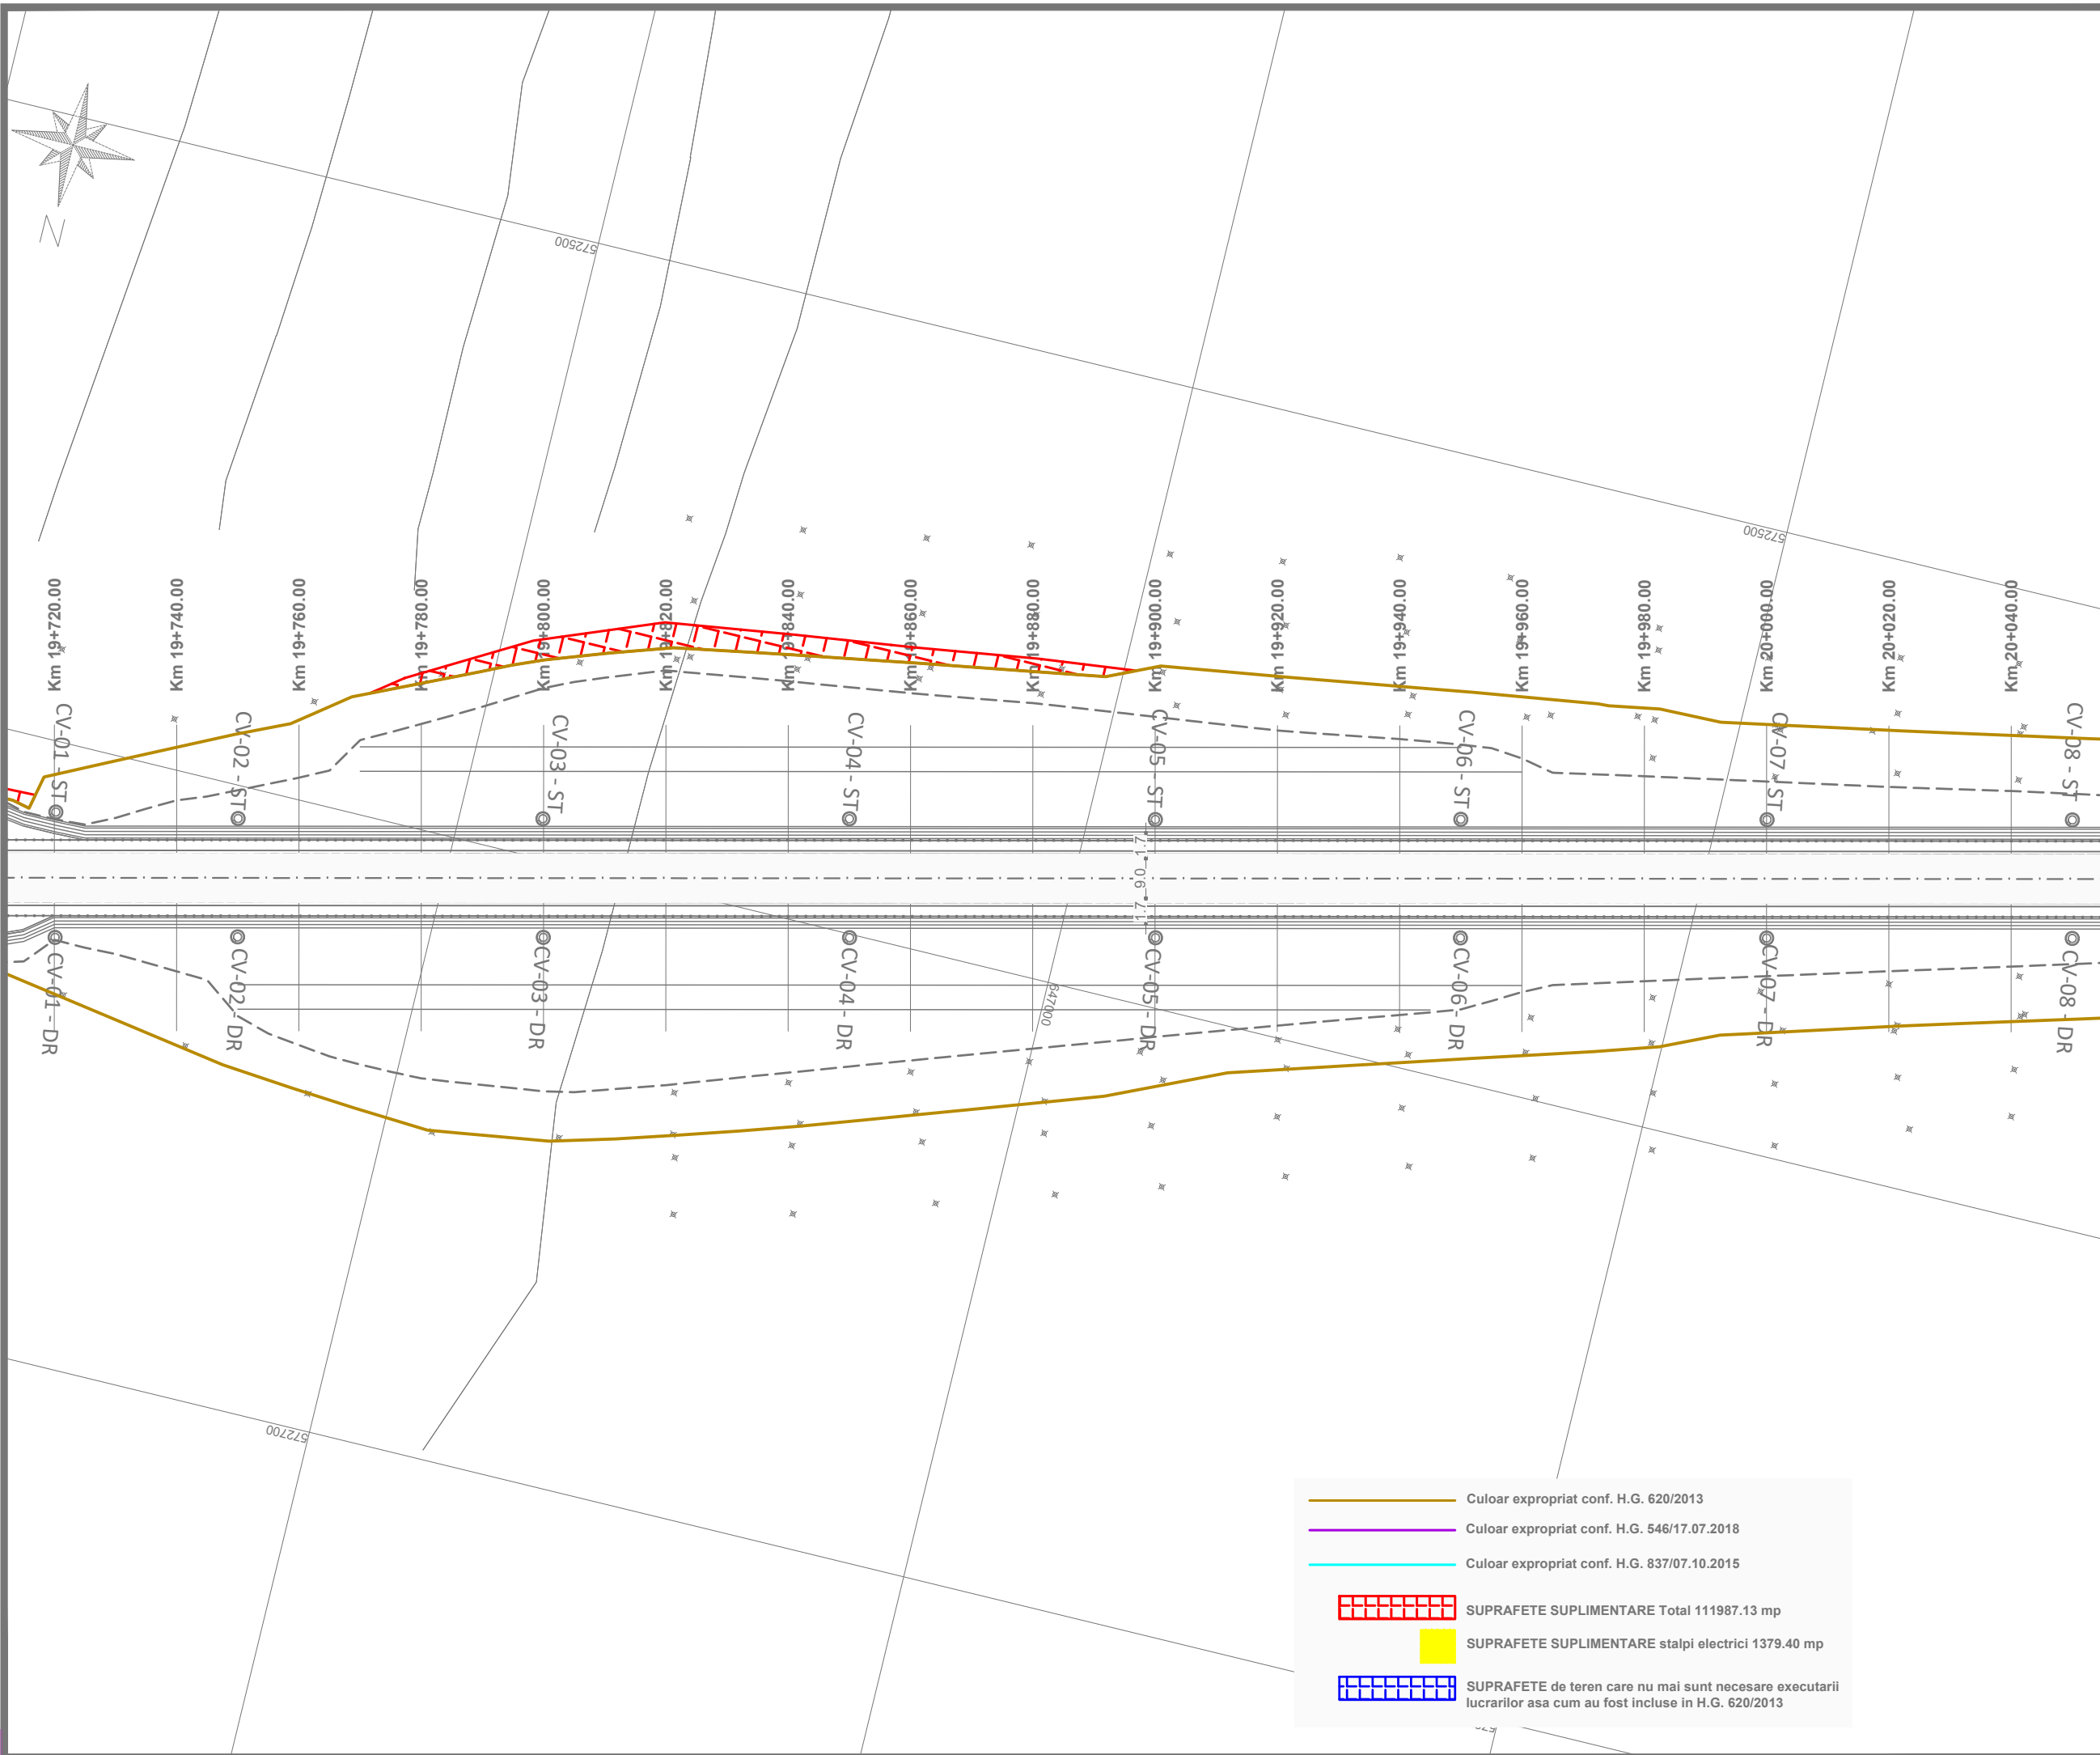 N
572500
572500
Km 19+720.00
Km 19+740.00
Km 19+760.00
Km 19+780.00
Km 19+800.00
Km 19+820.00
Km 19+840.00
Km 19+860.00
Km 19+880.00
Km 19+900.00
Km 19+920.00
Km 19+940.00
Km 19+960.00
Km 19+980.00
Km 20+000.00
Km 20+020.00
Km 20+040.00
CV-01 - ST
CV-02 - ST
CV-03 - ST
CV-04 - ST
CV-05 - ST
CV-06 - ST
CV-07 - ST
CV-08 - ST
1.7
9.0
1.7
CV-01 - DR
CV-02 - DR
CV-03 - DR
CV-04 - DR
CV-05 - DR
CV-06 - DR
CV-07 - DR
CV-08 - DR
647000
572700
Culoar expropriat conf. H.G. 620/2013
Culoar expropriat conf. H.G. 546/17.07.2018
Culoar expropriat conf. H.G. 837/07.10.2015
SUPRAFETE SUPLIMENTARE Total 111987.13 mp
SUPRAFETE SUPLIMENTARE stalpi electrici 1379.40 mp
SUPRAFETE de teren care nu mai sunt necesare executarii
lucrarilor asa cum au fost incluse in H.G. 620/2013